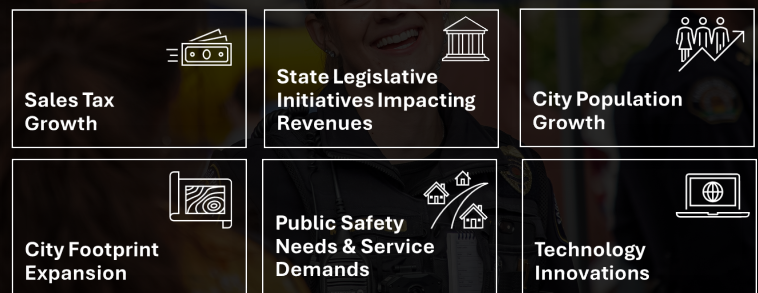 Sales Tax
Growth
State Legislative
Initiatives Impacting
Revenues
City Population
Growth
City Footprint
Expansion
Public Safety
Needs & Service
Demands
Technology
Innovations